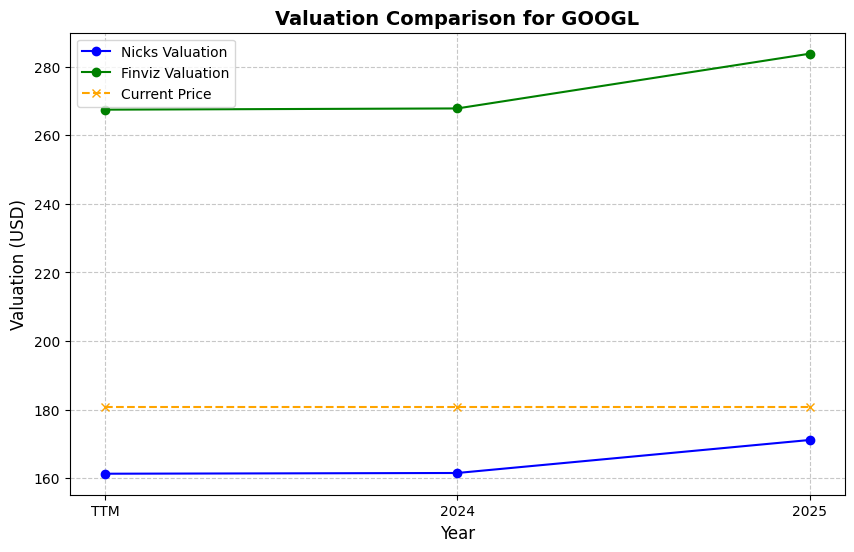 Valuation Comparison for GOOGL
Nicks Valuation
Finviz Valuation
Current Price
Valuation (USD)
280
260
240
220
200
180
160
TTM
2024
2025
Year